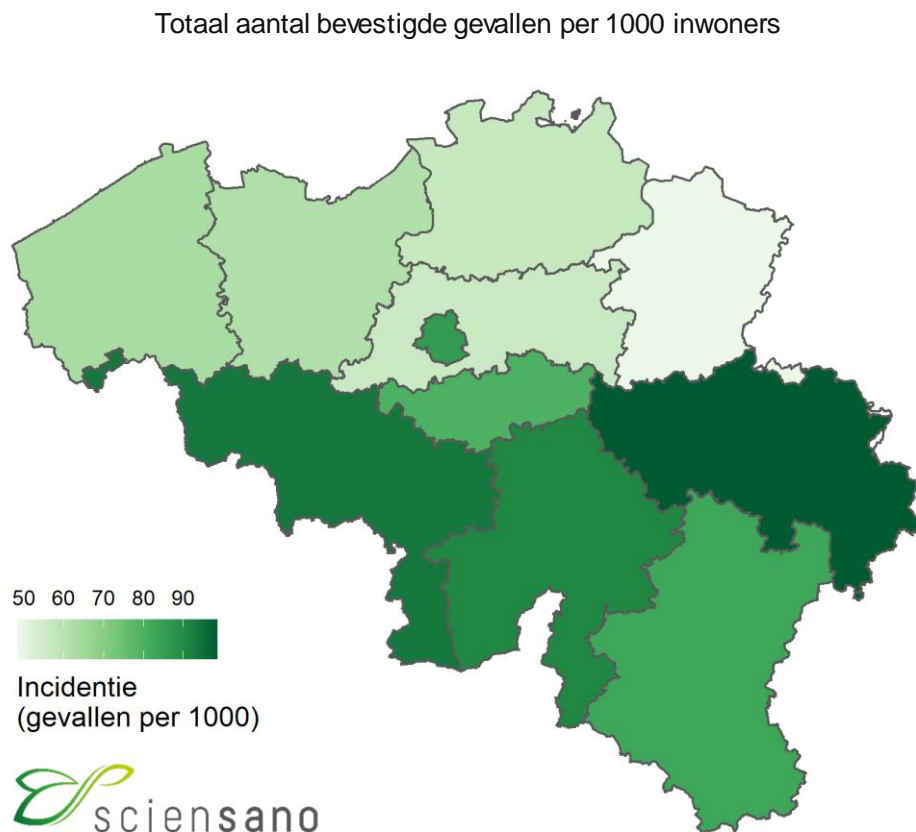 Totaal aantal bevestigde gevallen per 1000 inwoners
50 60 70 80 90
Incidentie
(gevallen per 1000)
sciensano